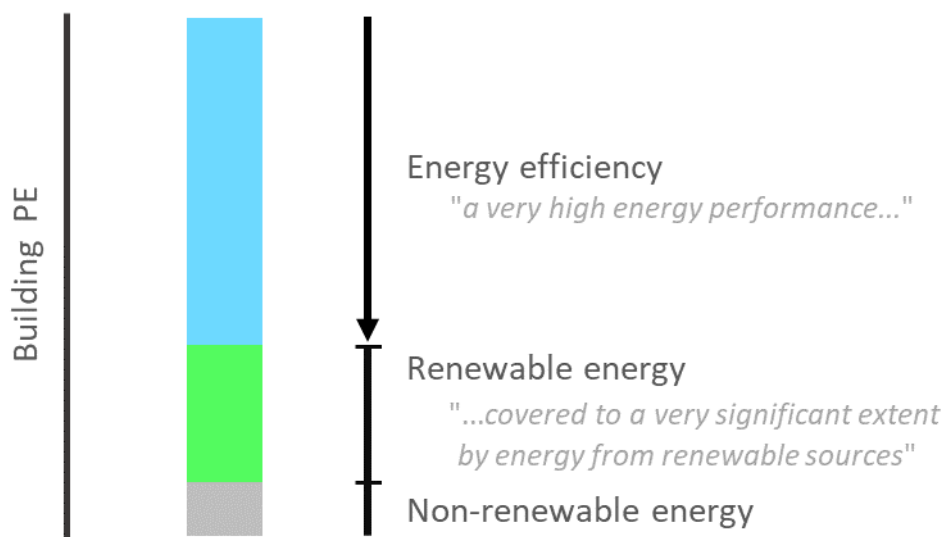 Building PE
Energy efficiency
"a very high energy performance..."
Renewable energy
"...covered to a very significant extent
by energy from renewable sources"
Non-renewable energy